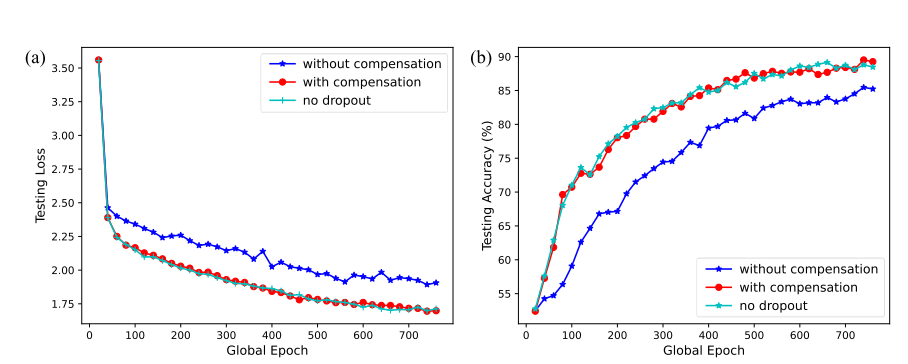 (a)
Testing Loss
3.50
3.25
3.00
2.75
2.50
2.25
2.00
1.75
without compensation
with compensation
no dropout
0 100 200 300 400 500 600 700
Global Epoch
(b)
Testing Accuracy (%)
90
85
80
75
70
65
60
55
without compensation
with compensation
no dropout
0 100 200 300 400 500 600 700
Global Epoch